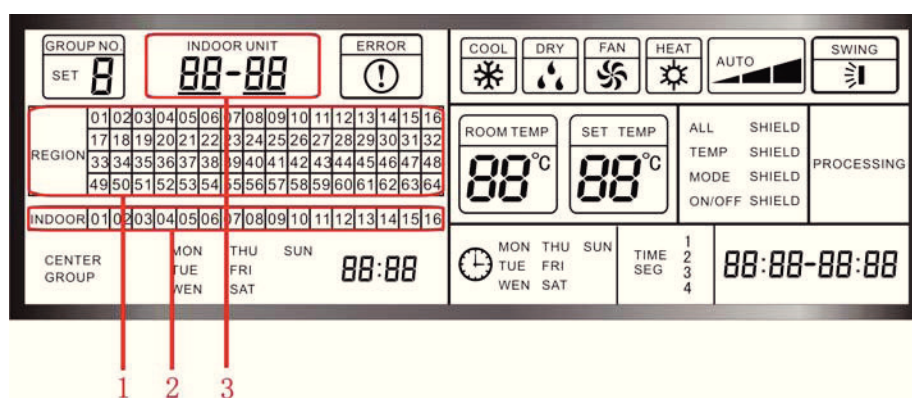 GROUP NO.
SET 8
INDOOR UNIT
88-88
ERROR
COOL
DRY
FAN
HEAT
AUTO
SWING
REGION
01 02 03 04 05 06 07 08 09 10 11 12 13 14 15 16
17 18 19 20 21 22 23 24 25 26 27 28 29 30 31 32
33 34 35 36 37 38 39 40 41 42 43 44 45 46 47 48
49 50 51 52 53 54 55 56 57 58 59 60 61 62 63 64
INDOOR 01 02 03 04 05 06 07 08 09 10 11 12 13 14 15 16
ROOM TEMP
88°C
SET TEMP
88°C
ALL SHIELD
TEMP SHIELD
MODE SHIELD
ON/OFF SHIELD
PROCESSING
CENTER
GROUP
MON THU SUN
TUE FRI
WEN SAT
88:88
MON THU SUN
TUE FRI
WEN SAT
TIME
SEG
1
2
3
4
88:88-88:88
1 2 3